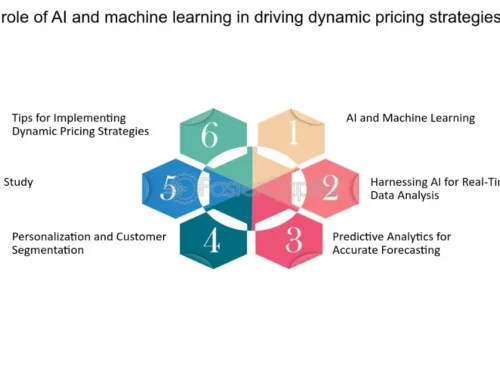 role of AI and machine learning in driving dynamic pricing strategies
Tips for Implementing
Dynamic Pricing Strategies
6
1
AI and Machine Learning
Study
5
2
Harnessing AI for Real-Ti
Data Analysis
Personalization and Customer
Segmentation
4
3
Predictive Analytics for
Accurate Forecasting